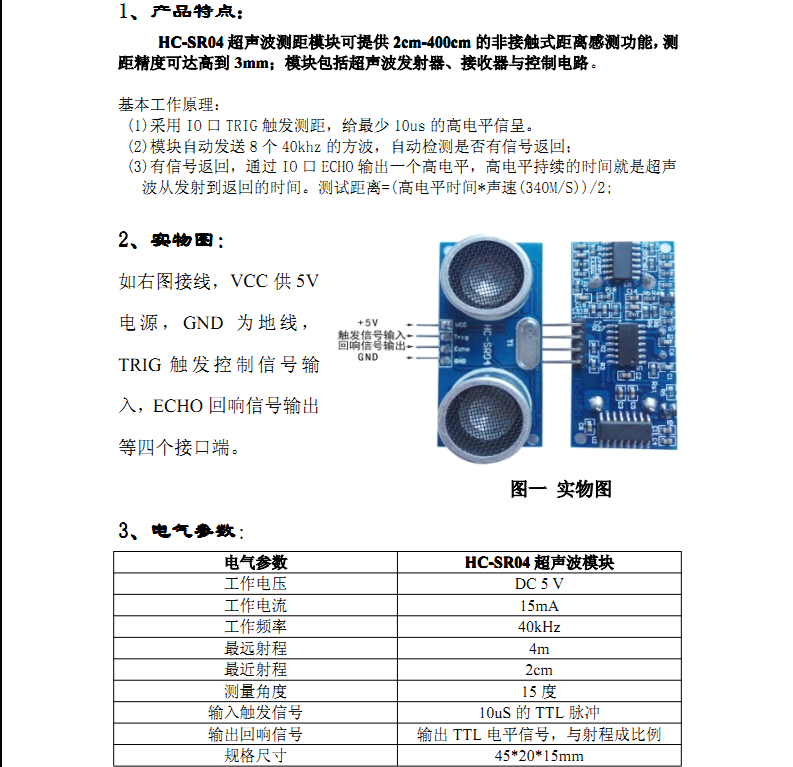 1、产品特点:
HC-SR04 超声波测距模块可提供 2cm-400cm 的非接触式距离感测功能,测
距精度可达高到 3mm;模块包括超声波发射器、接收器与控制电路。
基本工作原理:
(1)采用 IO 口 TRIG 触发测距,给最少 10us 的高电平信呈。
(2)模块自动发送 8 个 40khz 的方波,自动检测是否有信号返回;
(3)有信号返回,通过 IO 口 ECHO 输出一个高电平,高电平持续的时间就是超声
波从发射到返回的时间。测试距离=(高电平时间*声速(340M/S))/2;
2、实物图:
如右图接线,VCC 供 5V
电源,GND 为地线,
TRIG 触发控制信号输
入,ECHO 回响信号输出
等四个接口端。
+5V
触发信号输入
回响信号输出
GND
VCC
Trig
Echo
GND
HC-SR04
Y1
图一 实物图
3、电气参数:
电气参数 HC-SR04 超声波模块
工作电压 DC 5 V
工作电流 15mA
工作频率 40kHz
最远射程 4m
最近射程 2cm
测量角度 15 度
输入触发信号 10uS 的 TTL 脉冲
输出回响信号 输出 TTL 电平信号,与射程成比例
规格尺寸 45*20*15mm